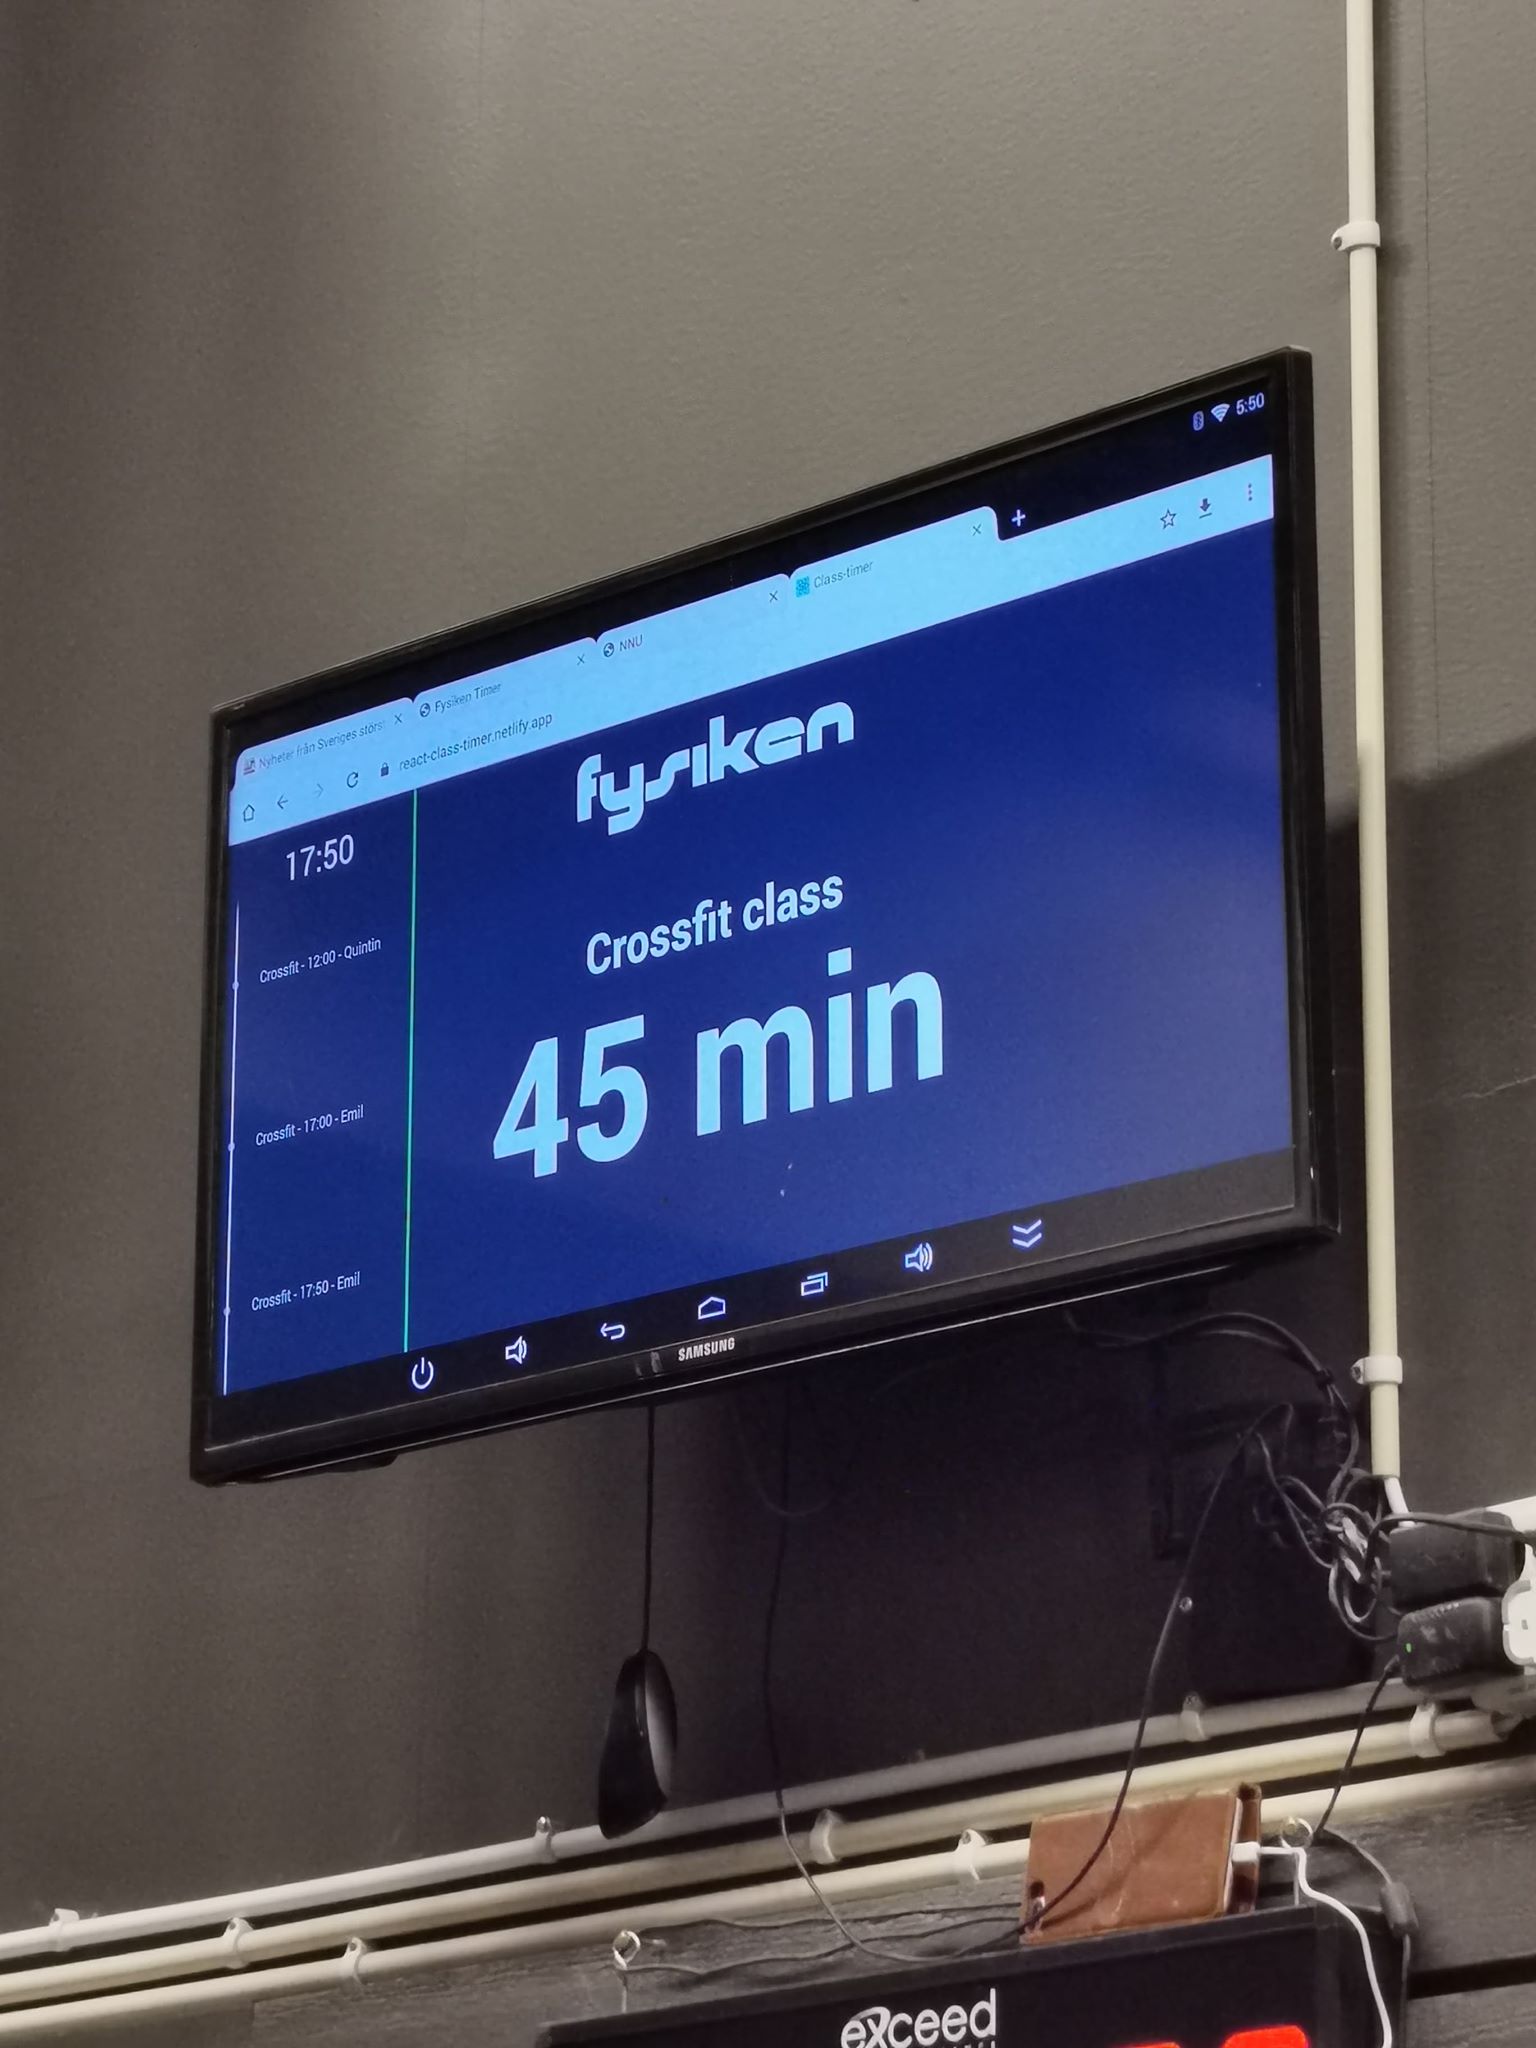 5:50
Nyheter från Sveriges störs
Fysiken Timer
NNU
Class-timer
react-class-timer.netlify.app
17:50
Crossfit - 12:00 - Quintin
Crossfit - 17:00 - Emil
Crossfit - 17:50 - Emil
fysiken
Crossfit class
45 min
SAMSUNG
exceed